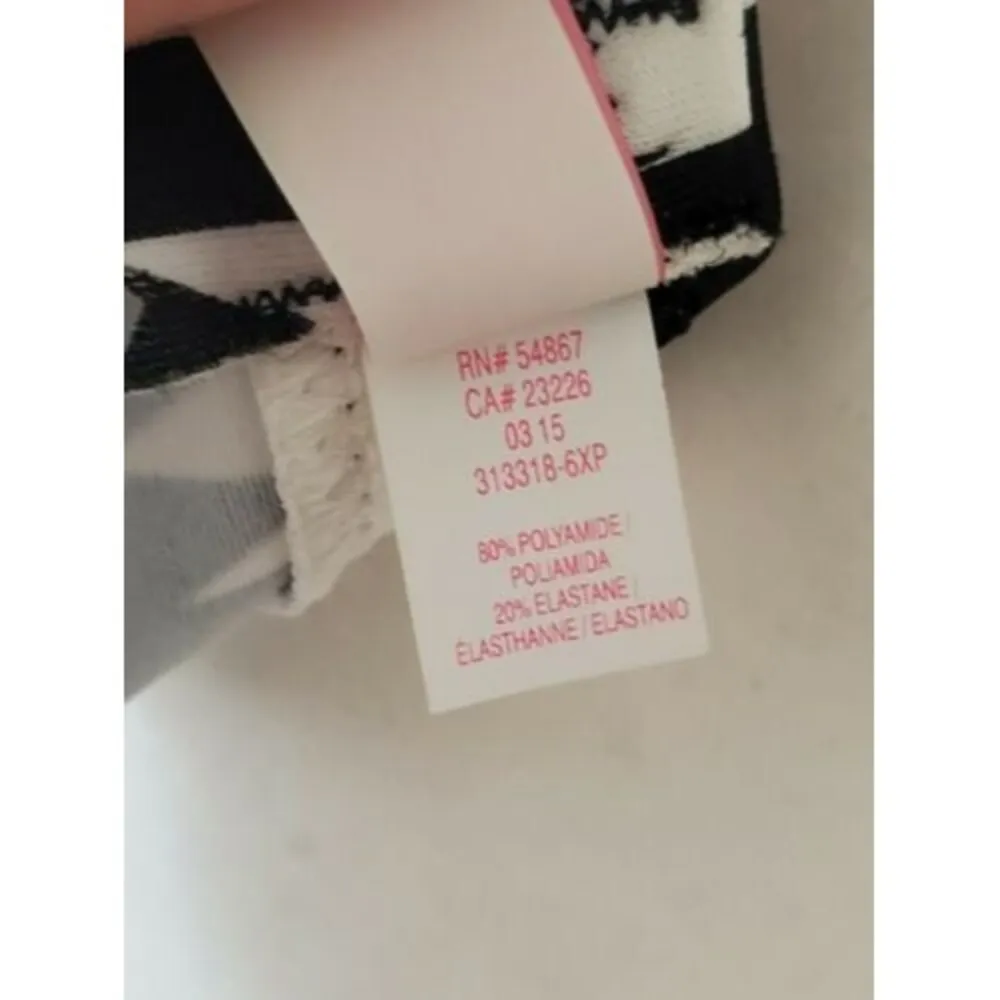 RN# 54867
CA# 23226
03 15
313318-6XP
80% POLYAMIDE /
POLIAMIDA
20% ELASTANE /
ÉLASTHANNE / ELASTANO